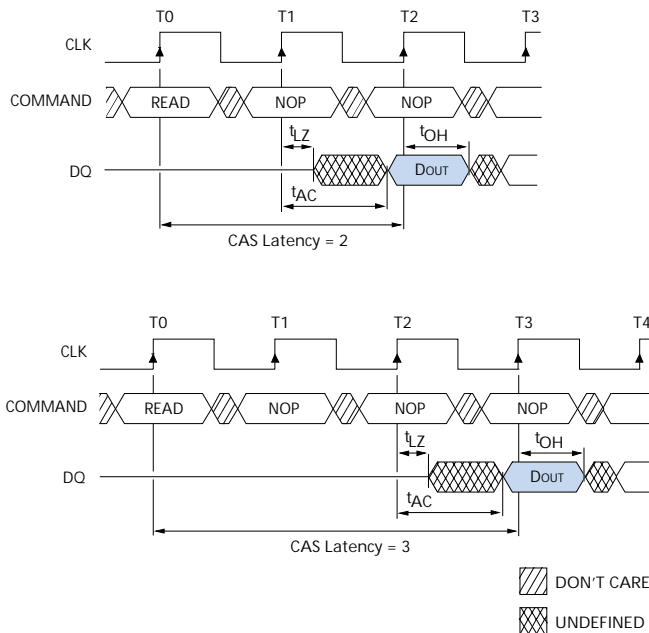 T0 T1 T2 T3
CLK
COMMAND READ NOP NOP
tLZ tOH
DQ DOUT
tAC
CAS Latency = 2
T0 T1 T2 T3 T4
CLK
COMMAND READ NOP NOP NOP
tLZ tOH
DQ DOUT
tAC
CAS Latency = 3
DON'T CARE
UNDEFINED